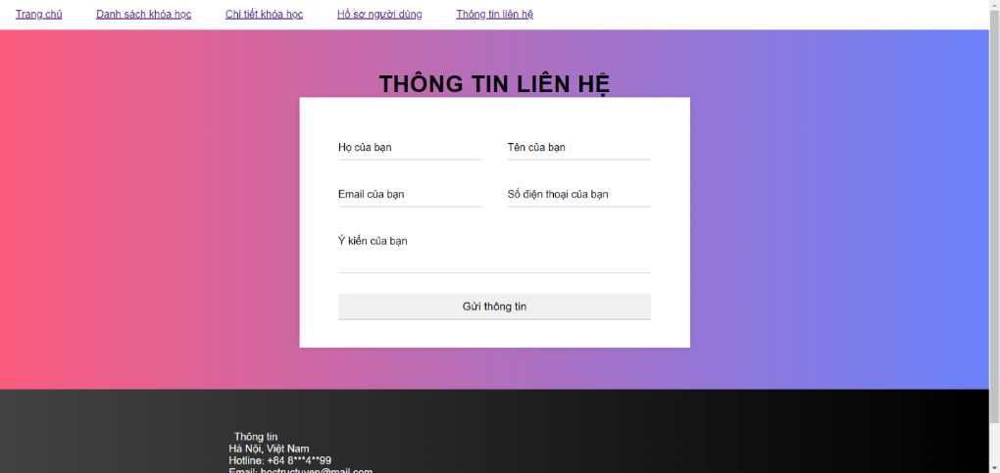 Trang chủ Danh sách khóa học Chi tiết khóa học Hồ sơ người dùng Thông tin liên hệ
THÔNG TIN LIÊN HỆ
Họ của bạn Tên của bạn
Email của bạn Số điện thoại của bạn
Ý kiến của bạn
Gửi thông tin
Thông tin
Hà Nội, Việt Nam
Hotline: +84 8***4**99
Email: hoctructuyen@mail.com